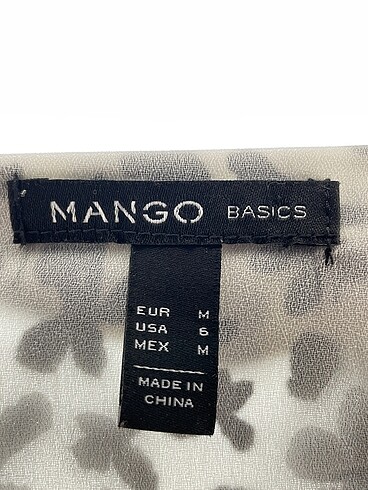 MANGO BASICS
EUR M
USA 6
MEX M
MADE IN
CHINA